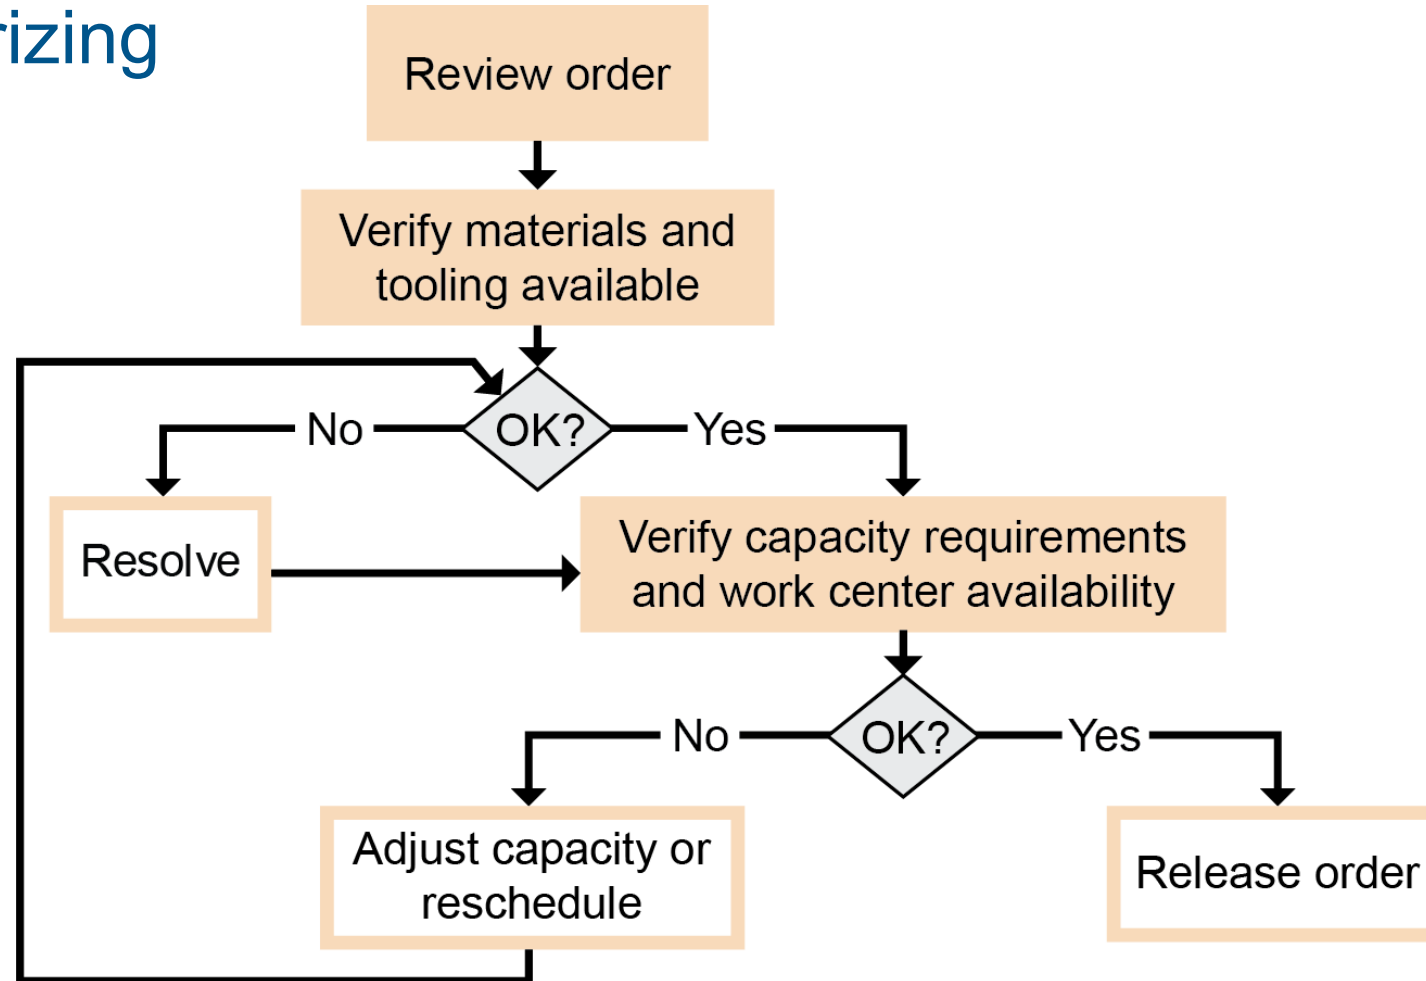 rizing
Review order
Verify materials and
tooling available
No
OK?
Yes
Resolve
Verify capacity requirements
and work center availability
No
OK?
Yes
Adjust capacity or
reschedule
Release order